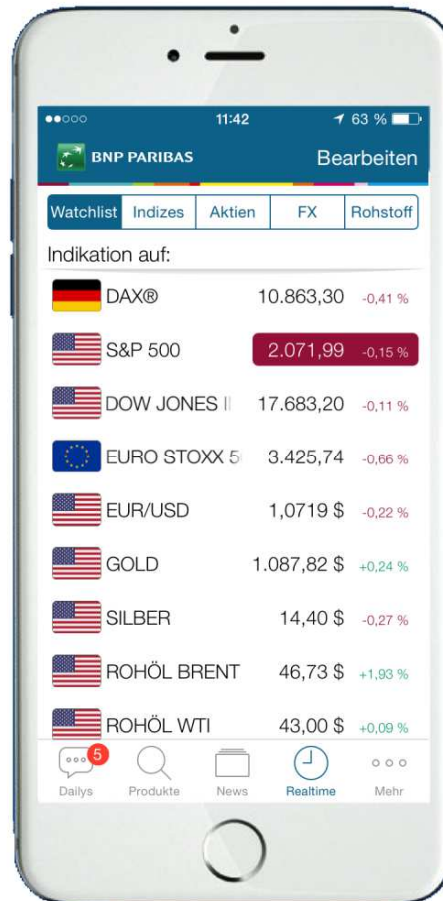 11:42 63 %
BNP PARIBAS Bearbeiten
Watchlist Indizes Aktien FX Rohstoff
Indikation auf:
DAX® 10.863,30 -0,41 %
S&P 500 2.071,99 -0,15 %
DOW JONES 17.683,20 -0,11 %
EURO STOXX 5 3.425,74 -0,66 %
EUR/USD 1,0719 $ -0,22 %
GOLD 1.087,82 $ +0,24 %
SILBER 14,40 $ -0,27 %
ROHÖL BRENT 46,73 $ +1,93 %
ROHÖL WTI 43,00 $ +0,09 %
5
Dailys Produkte News Realtime Mehr